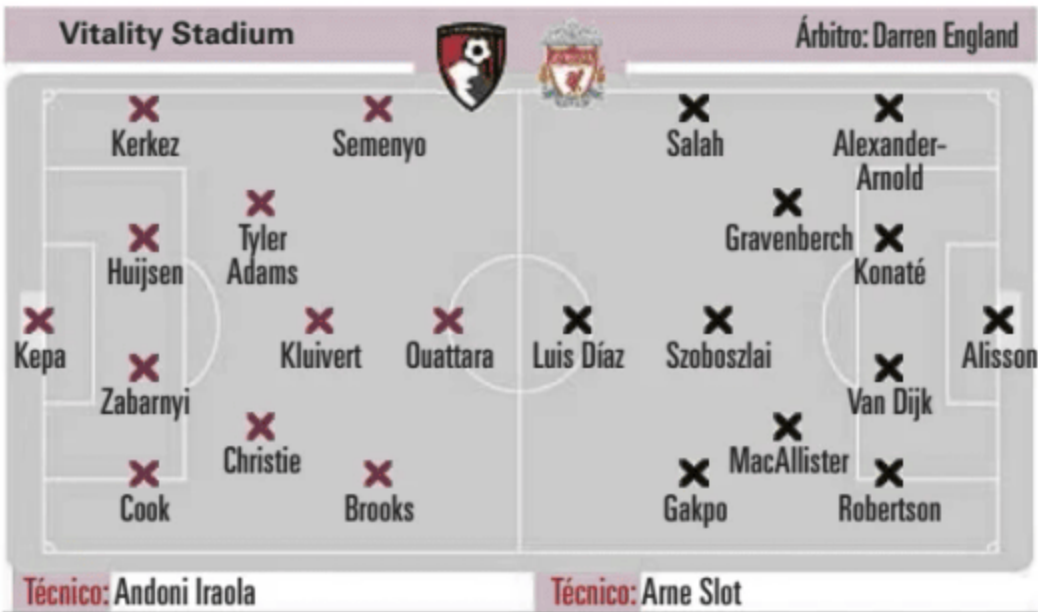 Vitality Stadium
Árbitro: Darren England
Kerkez
Semenyo
Salah
Alexander-
Arnold
Tyler
Adams
Gravenberch
Huijsen
Konaté
Kepa
Kluivert
Ouattara
Luis Díaz
Szoboszlai
Alisson
Zabarnyi
Van Dijk
Christie
MacAllister
Cook
Brooks
Gakpo
Robertson
Técnico: Andoni Iraola
Técnico: Arne Slot